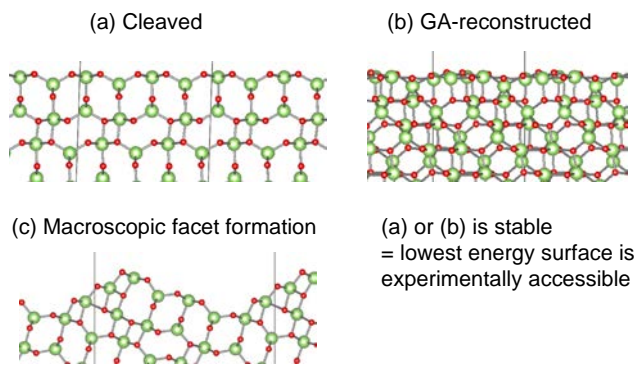 (a) Cleaved
(b) GA-reconstructed
(c) Macroscopic facet formation
(a) or (b) is stable
= lowest energy surface is
experimentally accessible